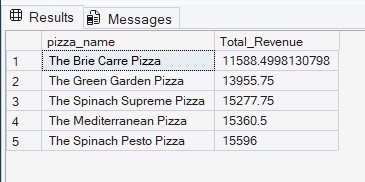 Results Messages
pizza_name Total_Revenue
1 The Brie Carre Pizza 11588.4998130798
2 The Green Garden Pizza 13955.75
3 The Spinach Supreme Pizza 15277.75
4 The Mediterranean Pizza 15360.5
5 The Spinach Pesto Pizza 15596